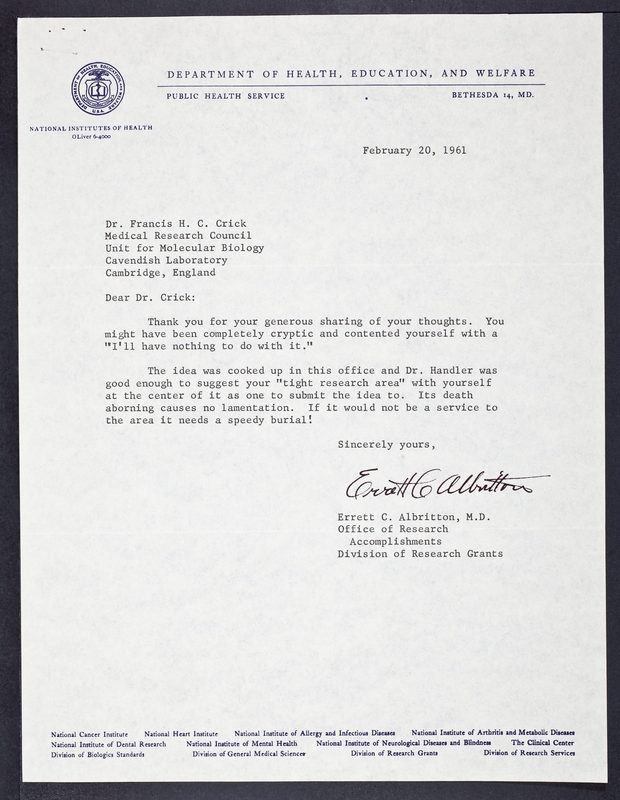 DEPARTMENT OF HEALTH, EDUCATION, AND WELFARE
DEPARTMENT OF HEALTH, EDUCATION, AND WELFARE
U.S.A.
PUBLIC HEALTH SERVICE BETHESDA 14, MD.
NATIONAL INSTITUTES OF HEALTH
OLiver 6-4000
February 20, 1961
Dr. Francis H. C. Crick
Medical Research Council
Unit for Molecular Biology
Cavendish Laboratory
Cambridge, England
Dear Dr. Crick:
Thank you for your generous sharing of your thoughts. You
might have been completely cryptic and contented yourself with a
"I'll have nothing to do with it."
The idea was cooked up in this office and Dr. Handler was
good enough to suggest your "tight research area" with yourself
at the center of it as one to submit the idea to. Its death
aborning causes no lamentation. If it would not be a service to
the area it needs a speedy burial!
Sincerely yours,
Errett C Albritton
Errett C. Albritton, M.D.
Office of Research
Accomplishments
Division of Research Grants
National Cancer Institute National Heart Institute National Institute of Allergy and Infectious Diseases National Institute of Arthritis and Metabolic Diseases
National Institute of Dental Research National Institute of Mental Health National Institute of Neurological Diseases and Blindness The Clinical Center
Division of Biologics Standards Division of General Medical Sciences Division of Research Grants Division of Research Services